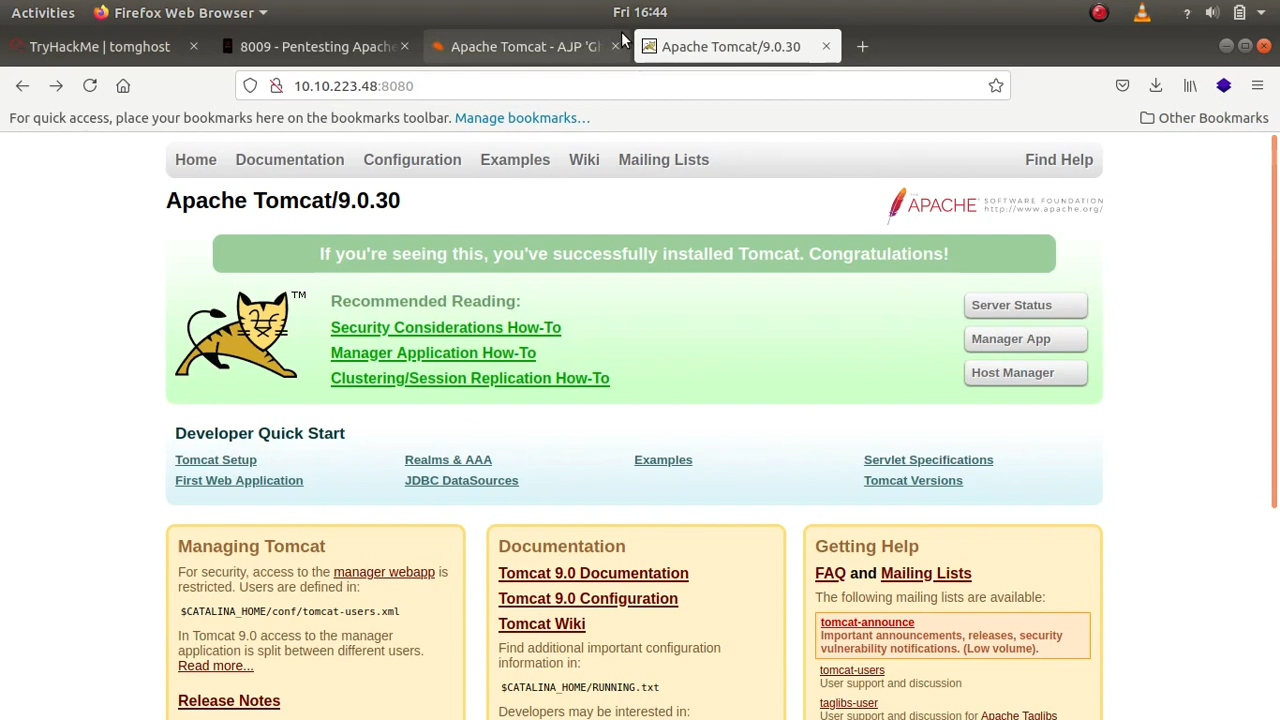 Activities Firefox Web Browser Fri 16:44 ?
TryHackMe | tomghost 8009 - Pentesting Apache Apache Tomcat - AJP 'Gh Apache Tomcat/9.0.30
10.10.223.48:8080
For quick access, place your bookmarks here on the bookmarks toolbar. Manage bookmarks… Other Bookmarks
Home Documentation Configuration Examples Wiki Mailing Lists Find Help
Apache Tomcat/9.0.30
THE APACHE SOFTWARE FOUNDATION
http://www.apache.org/
If you're seeing this, you've successfully installed Tomcat. Congratulations!
TM
Recommended Reading:
Security Considerations How-To
Manager Application How-To
Clustering/Session Replication How-To
Server Status
Manager App
Host Manager
Developer Quick Start
Tomcat Setup
First Web Application
Realms & AAA
JDBC DataSources
Examples
Servlet Specifications
Tomcat Versions
Managing Tomcat
For security, access to the manager webapp is
restricted. Users are defined in:
$CATALINA_HOME/conf/tomcat-users.xml
In Tomcat 9.0 access to the manager
application is split between different users.
Read more...
Release Notes
Documentation
Tomcat 9.0 Documentation
Tomcat 9.0 Configuration
Tomcat Wiki
Find additional important configuration
information in:
$CATALINA_HOME/RUNNING.txt
Developers may be interested in:
Getting Help
FAQ and Mailing Lists
The following mailing lists are available:
tomcat-announce
Important announcements, releases, security
vulnerability notifications. (Low volume).
tomcat-users
User support and discussion
taglibs-user
User support and discussion for Apache Taglibs